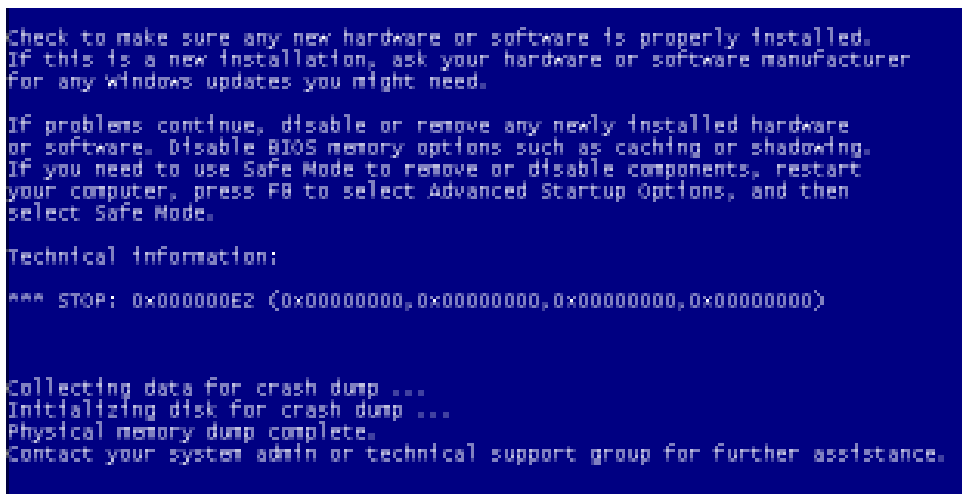 Check to make sure any new hardware or software is properly installed.
If this is a new installation, ask your hardware or software manufacturer
for any Windows updates you might need.
If problems continue, disable or remove any newly installed hardware
or software. Disable BIOS memory options such as caching or shadowing.
If you need to use Safe Mode to remove or disable components, restart
your computer, press F8 to select Advanced Startup Options, and then
select Safe Mode.
Technical information:
*** STOP: 0x000000E2 (0x00000000,0x00000000,0x00000000,0x00000000)
Collecting data for crash dump ...
Initializing disk for crash dump ...
Physical memory dump complete.
Contact your system admin or technical support group for further assistance.